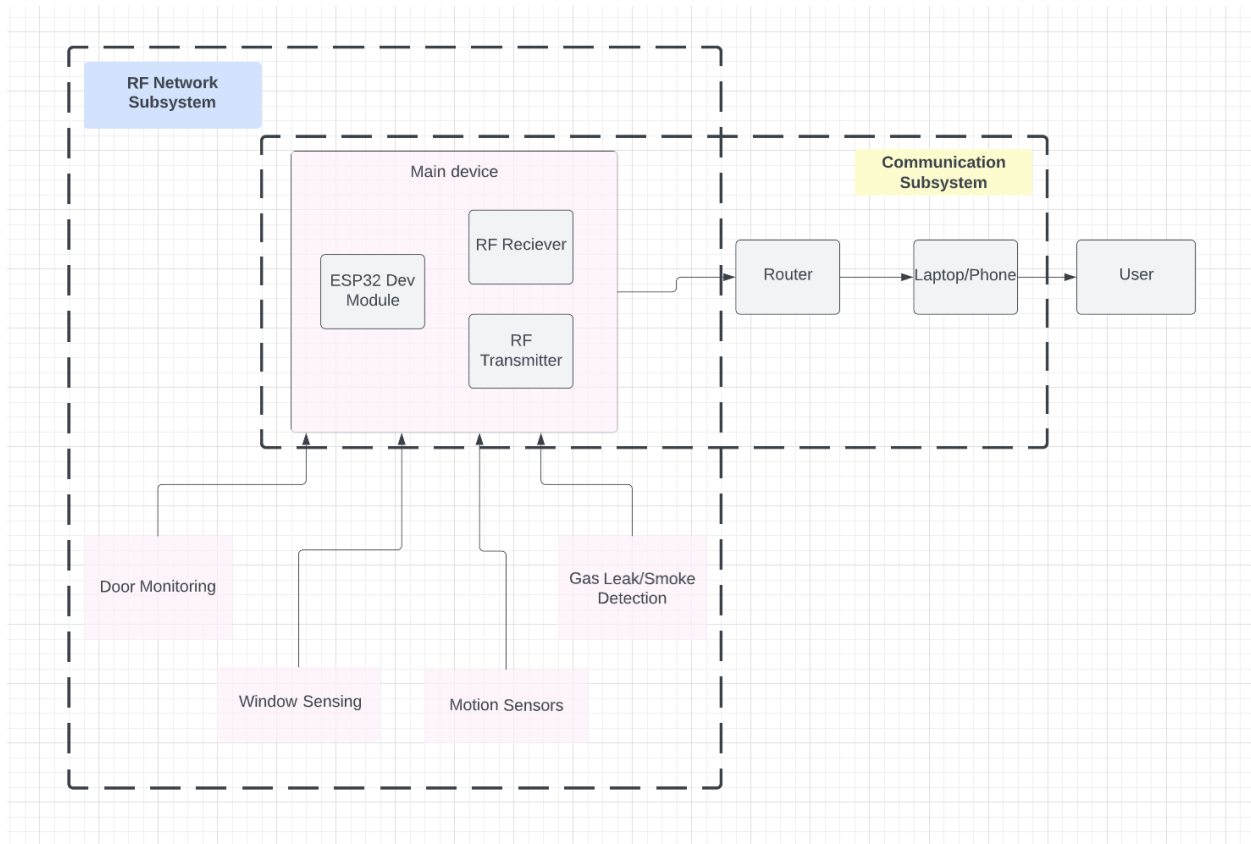 RF Network
Subsystem
Main device
Communication
Subsystem
RF Reciever
ESP32 Dev
Module
RF
Transmitter
Router
Laptop/Phone
User
Door Monitoring
Gas Leak/Smoke
Detection
Window Sensing
Motion Sensors